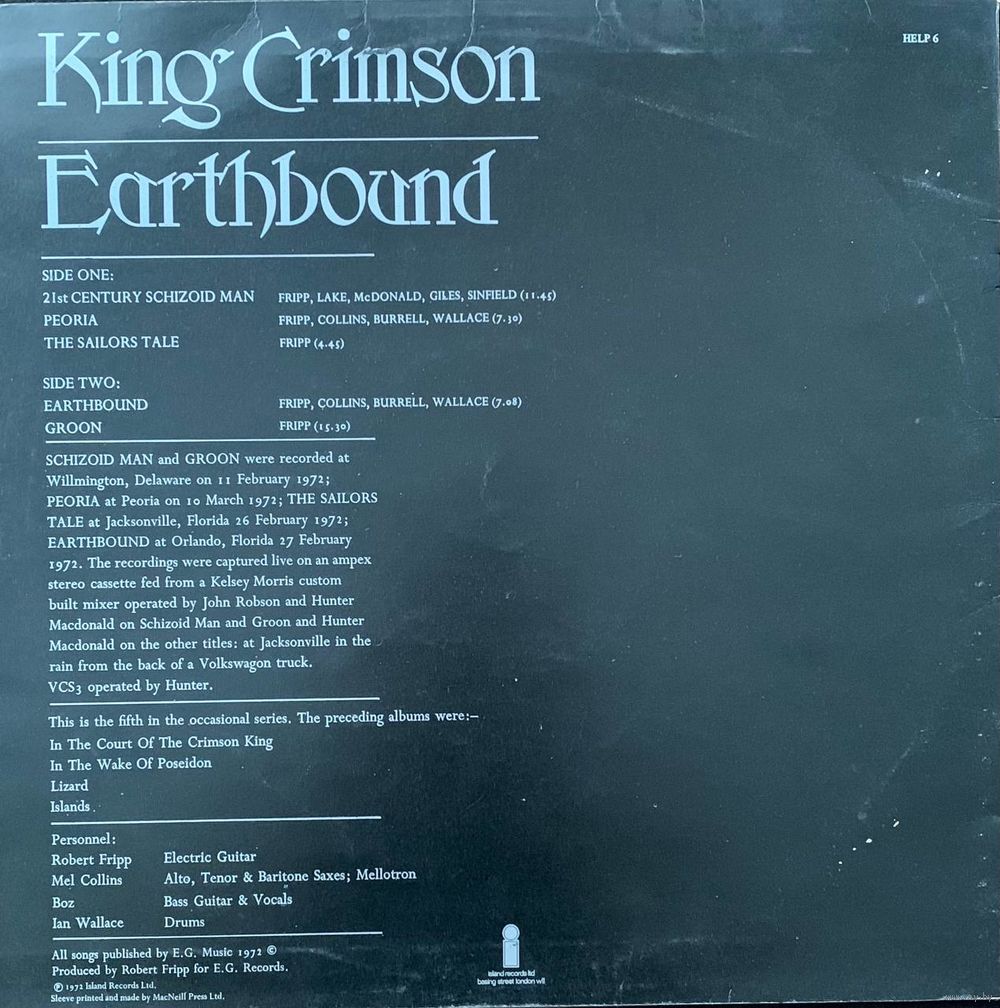 HELP 6
King Crimson
Earthbound
SIDE ONE:
21st CENTURY SCHIZOID MAN FRIPP, LAKE, McDONALD, GILES, SINFIELD (11.45)
PEORIA FRIPP, COLLINS, BURRELL, WALLACE (7.30)
THE SAILORS TALE FRIPP (4.45)
SIDE TWO:
EARTHBOUND FRIPP, COLLINS, BURRELL, WALLACE (7.08)
GROON FRIPP (15.30)
SCHIZOID MAN and GROON were recorded at
Willmington, Delaware on 11 February 1972;
PEORIA at Peoria on 10 March 1972; THE SAILORS
TALE at Jacksonville, Florida 26 February 1972;
EARTHBOUND at Orlando, Florida 27 February
1972. The recordings were captured live on an ampex
stereo cassette fed from a Kelsey Morris custom
built mixer operated by John Robson and Hunter
Macdonald on Schizoid Man and Groon and Hunter
Macdonald on the other titles: at Jacksonville in the
rain from the back of a Volkswagon truck.
VCS3 operated by Hunter.
This is the fifth in the occasional series. The preceding albums were:–
In The Court Of The Crimson King
In The Wake Of Poseidon
Lizard
Islands.
Personnel:
Robert Fripp Electric Guitar
Mel Collins Alto, Tenor & Baritone Saxes; Mellotron
Boz Bass Guitar & Vocals
Ian Wallace Drums
All songs published by E.G. Music 1972 ©
Produced by Robert Fripp for E.G. Records.
℗ 1972 Island Records Ltd.
Sleeve printed and made by MacNeill Press Ltd.
island records ltd
basing street london w11